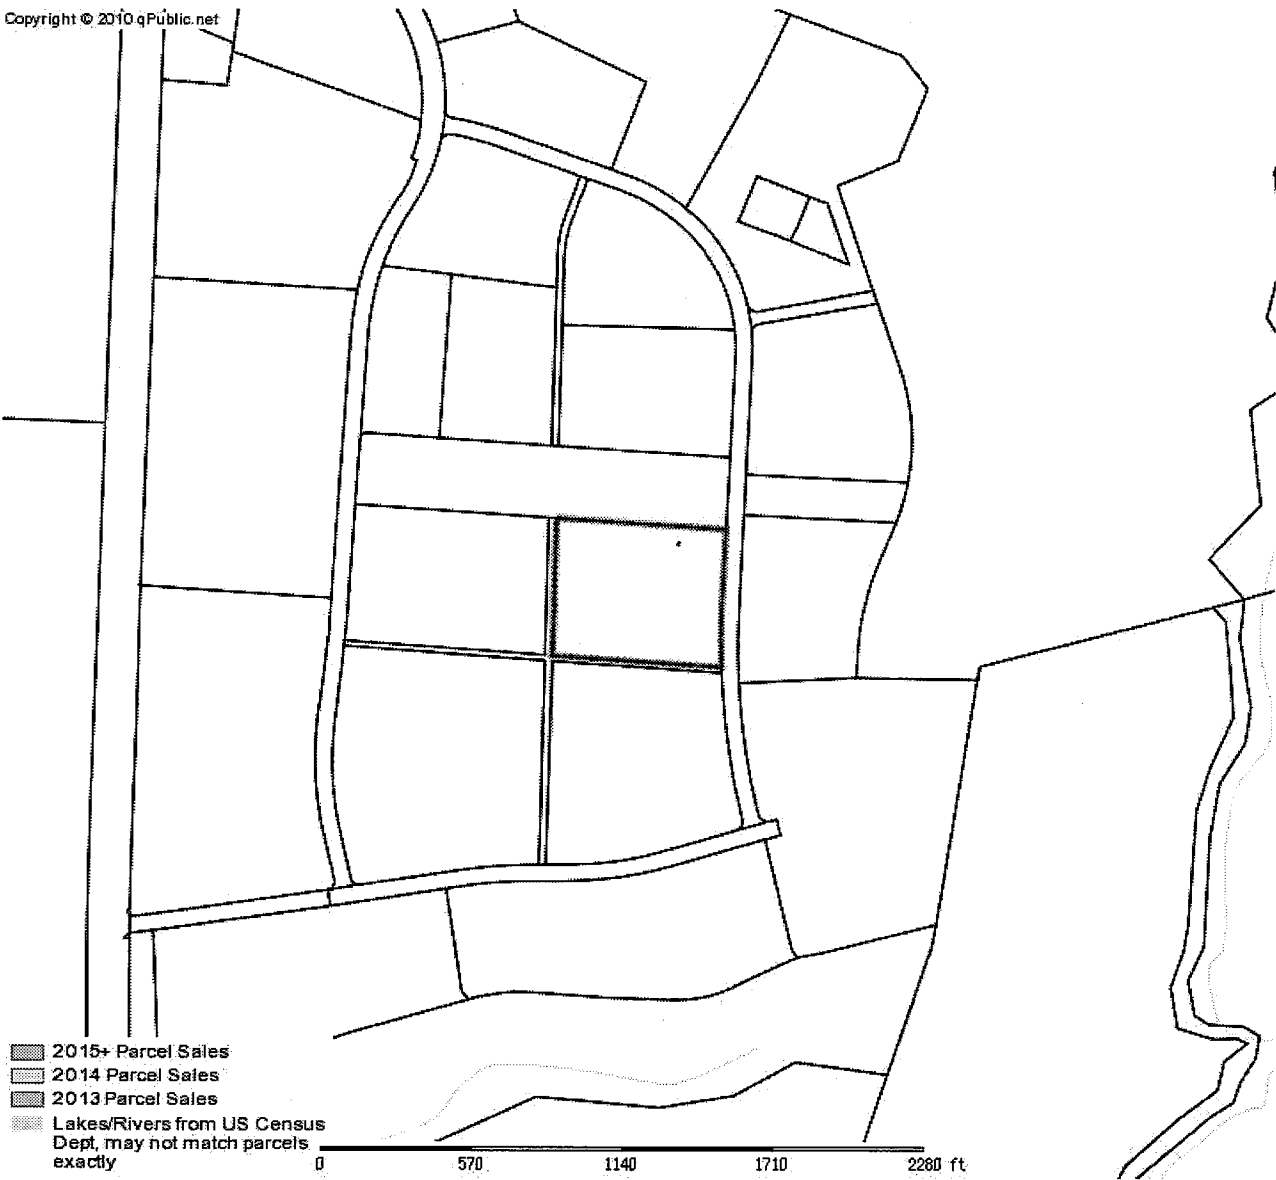 Copyright © 2010 qPublic.net
2015+ Parcel Sales
2014 Parcel Sales
2013 Parcel Sales
Lakes/Rivers from US Census
Dept, may not match parcels
exactly
0 570 1140 1710 2280 ft